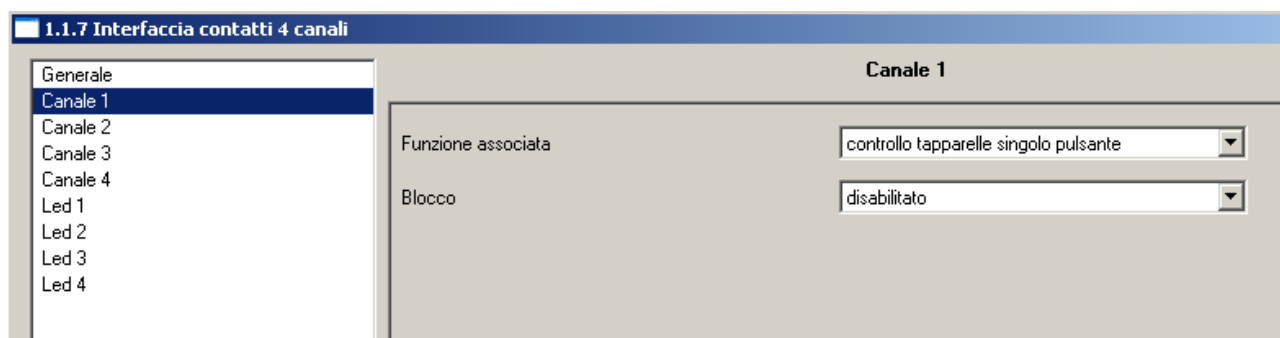 1.1.7 Interfaccia contatti 4 canali
Generale
Canale 1
Canale 2
Canale 3
Canale 4
Led 1
Led 2
Led 3
Led 4
Canale 1
Funzione associata controllo tapparelle singolo pulsante
Blocco disabilitato